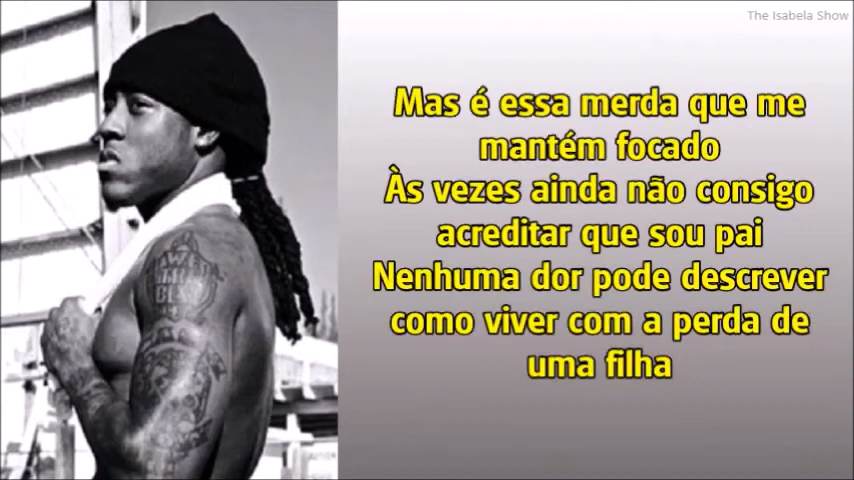 The Isabela Show
Mas é essa merda que me
mantém focado
Às vezes ainda não consigo
acreditar que sou pai
Nenhuma dor pode descrever
como viver com a perda de
uma filha